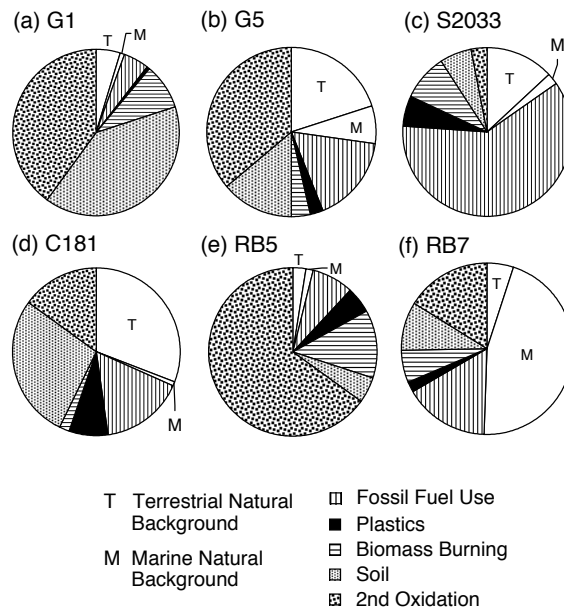 (a) G1
(b) G5
(c) S2033
T
M
T
M
T
M
(d) C181
(e) RB5
(f) RB7
T
M
T
M
T
M
T Terrestrial Natural
Background
M Marine Natural
Background
Fossil Fuel Use
Plastics
Biomass Burning
Soil
2nd Oxidation